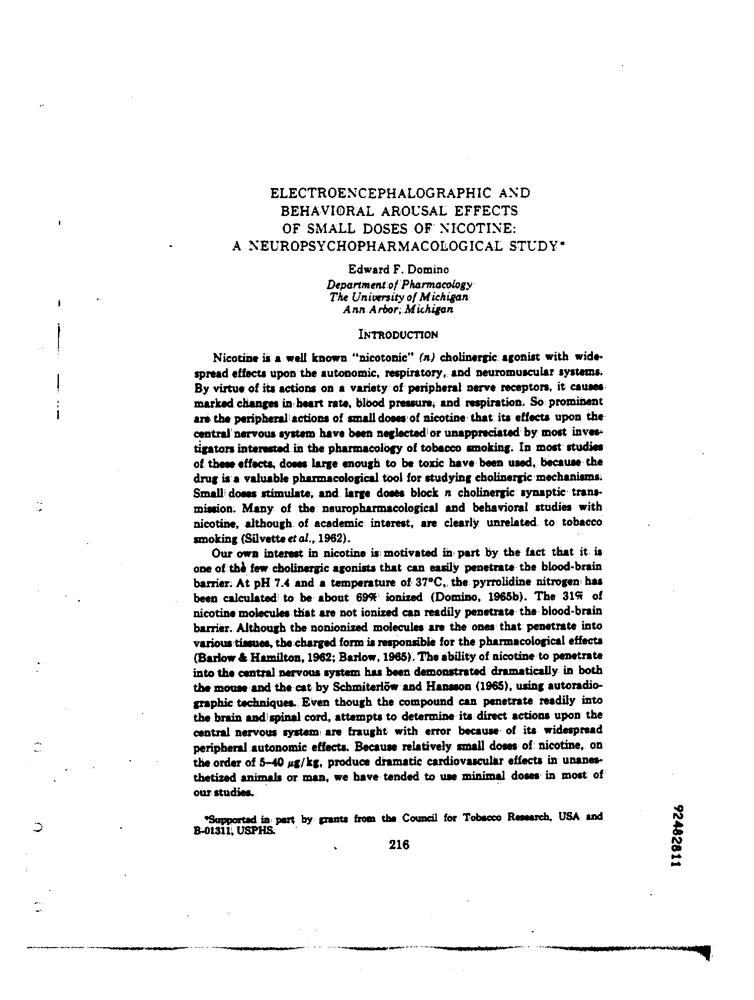 ELECTROENCEPHALOGRAPHIC AND
BEHAVIORAL AROUSAL EFFECTS
OF SMALL DOSES OF NICOTINE:
A NEUROPSYCHOPHARMACOLOGICAL STUDY*
Edward F. Domino
Department of Pharmacology
The University of Michigan
Ann Arbor, Michigan
INTRODUCTION
Nicotine is a well known "nicotonic" (n) cholinergic agonist with wide-
spread effects upon the autonomic, respiratory, and neuromuscular systems.
By virtue of its actions on a variety of peripheral nerve receptors, it causes
marked changes in heart rate, blood pressure, and respiration. So prominent
are the peripheral actions of small doses of nicotine that its effects upon the
central nervous system have been neglected or unappreciated by most inves-
tigators interested in the pharmacology of tobacco smoking. In most studies
of these effects, doses large enough to be toxic have been used, because the
drug is a valuable pharmacological tool for studying cholinergic mechanisms.
Small doses stimulate, and large doses block n cholinergic synaptic trans-
mission. Many of the neuropharmacological and behavioral studies with
nicotine, although of academic interest, are clearly unrelated to tobacco
smoking (Silvette et al., 1962).
Our own interest in nicotine is motivated in part by the fact that it is
one of the few cholinergic agonists that can easily penetrate the blood-brain
barrier. At pH 7.4 and a temperature of 37°C, the pyrrolidine nitrogen has
been calculated to be about 69% ionized (Domino, 1965b). The 31% of
nicotine molecules that are not ionized can readily penetrate the blood-brain
barrier. Although the nonionized molecules are the ones that penetrate into
various tissues, the charged form is responsible for the pharmacological effects
(Barlow & Hamilton, 1962; Barlow, 1965). The ability of nicotine to penetrate
into the central nervous system has been demonstrated dramatically in both
the mouse and the cat by Schmiterlöw and Hansson (1965), using autoradio-
graphic techniques. Even though the compound can penetrate readily into
the brain and spinal cord, attempts to determine its direct actions upon the
central nervous system are fraught with error because of its widespread
peripheral autonomic effects. Because relatively small doses of nicotine, on
the order of 5–40 µg/kg, produce dramatic cardiovascular effects in unanes-
thetized animals or man, we have tended to use minimal doses in most of
our studies.
*Supported in part by grants from the Council for Tobacco Research, USA and
B-01311, USPHS.
216
92482811